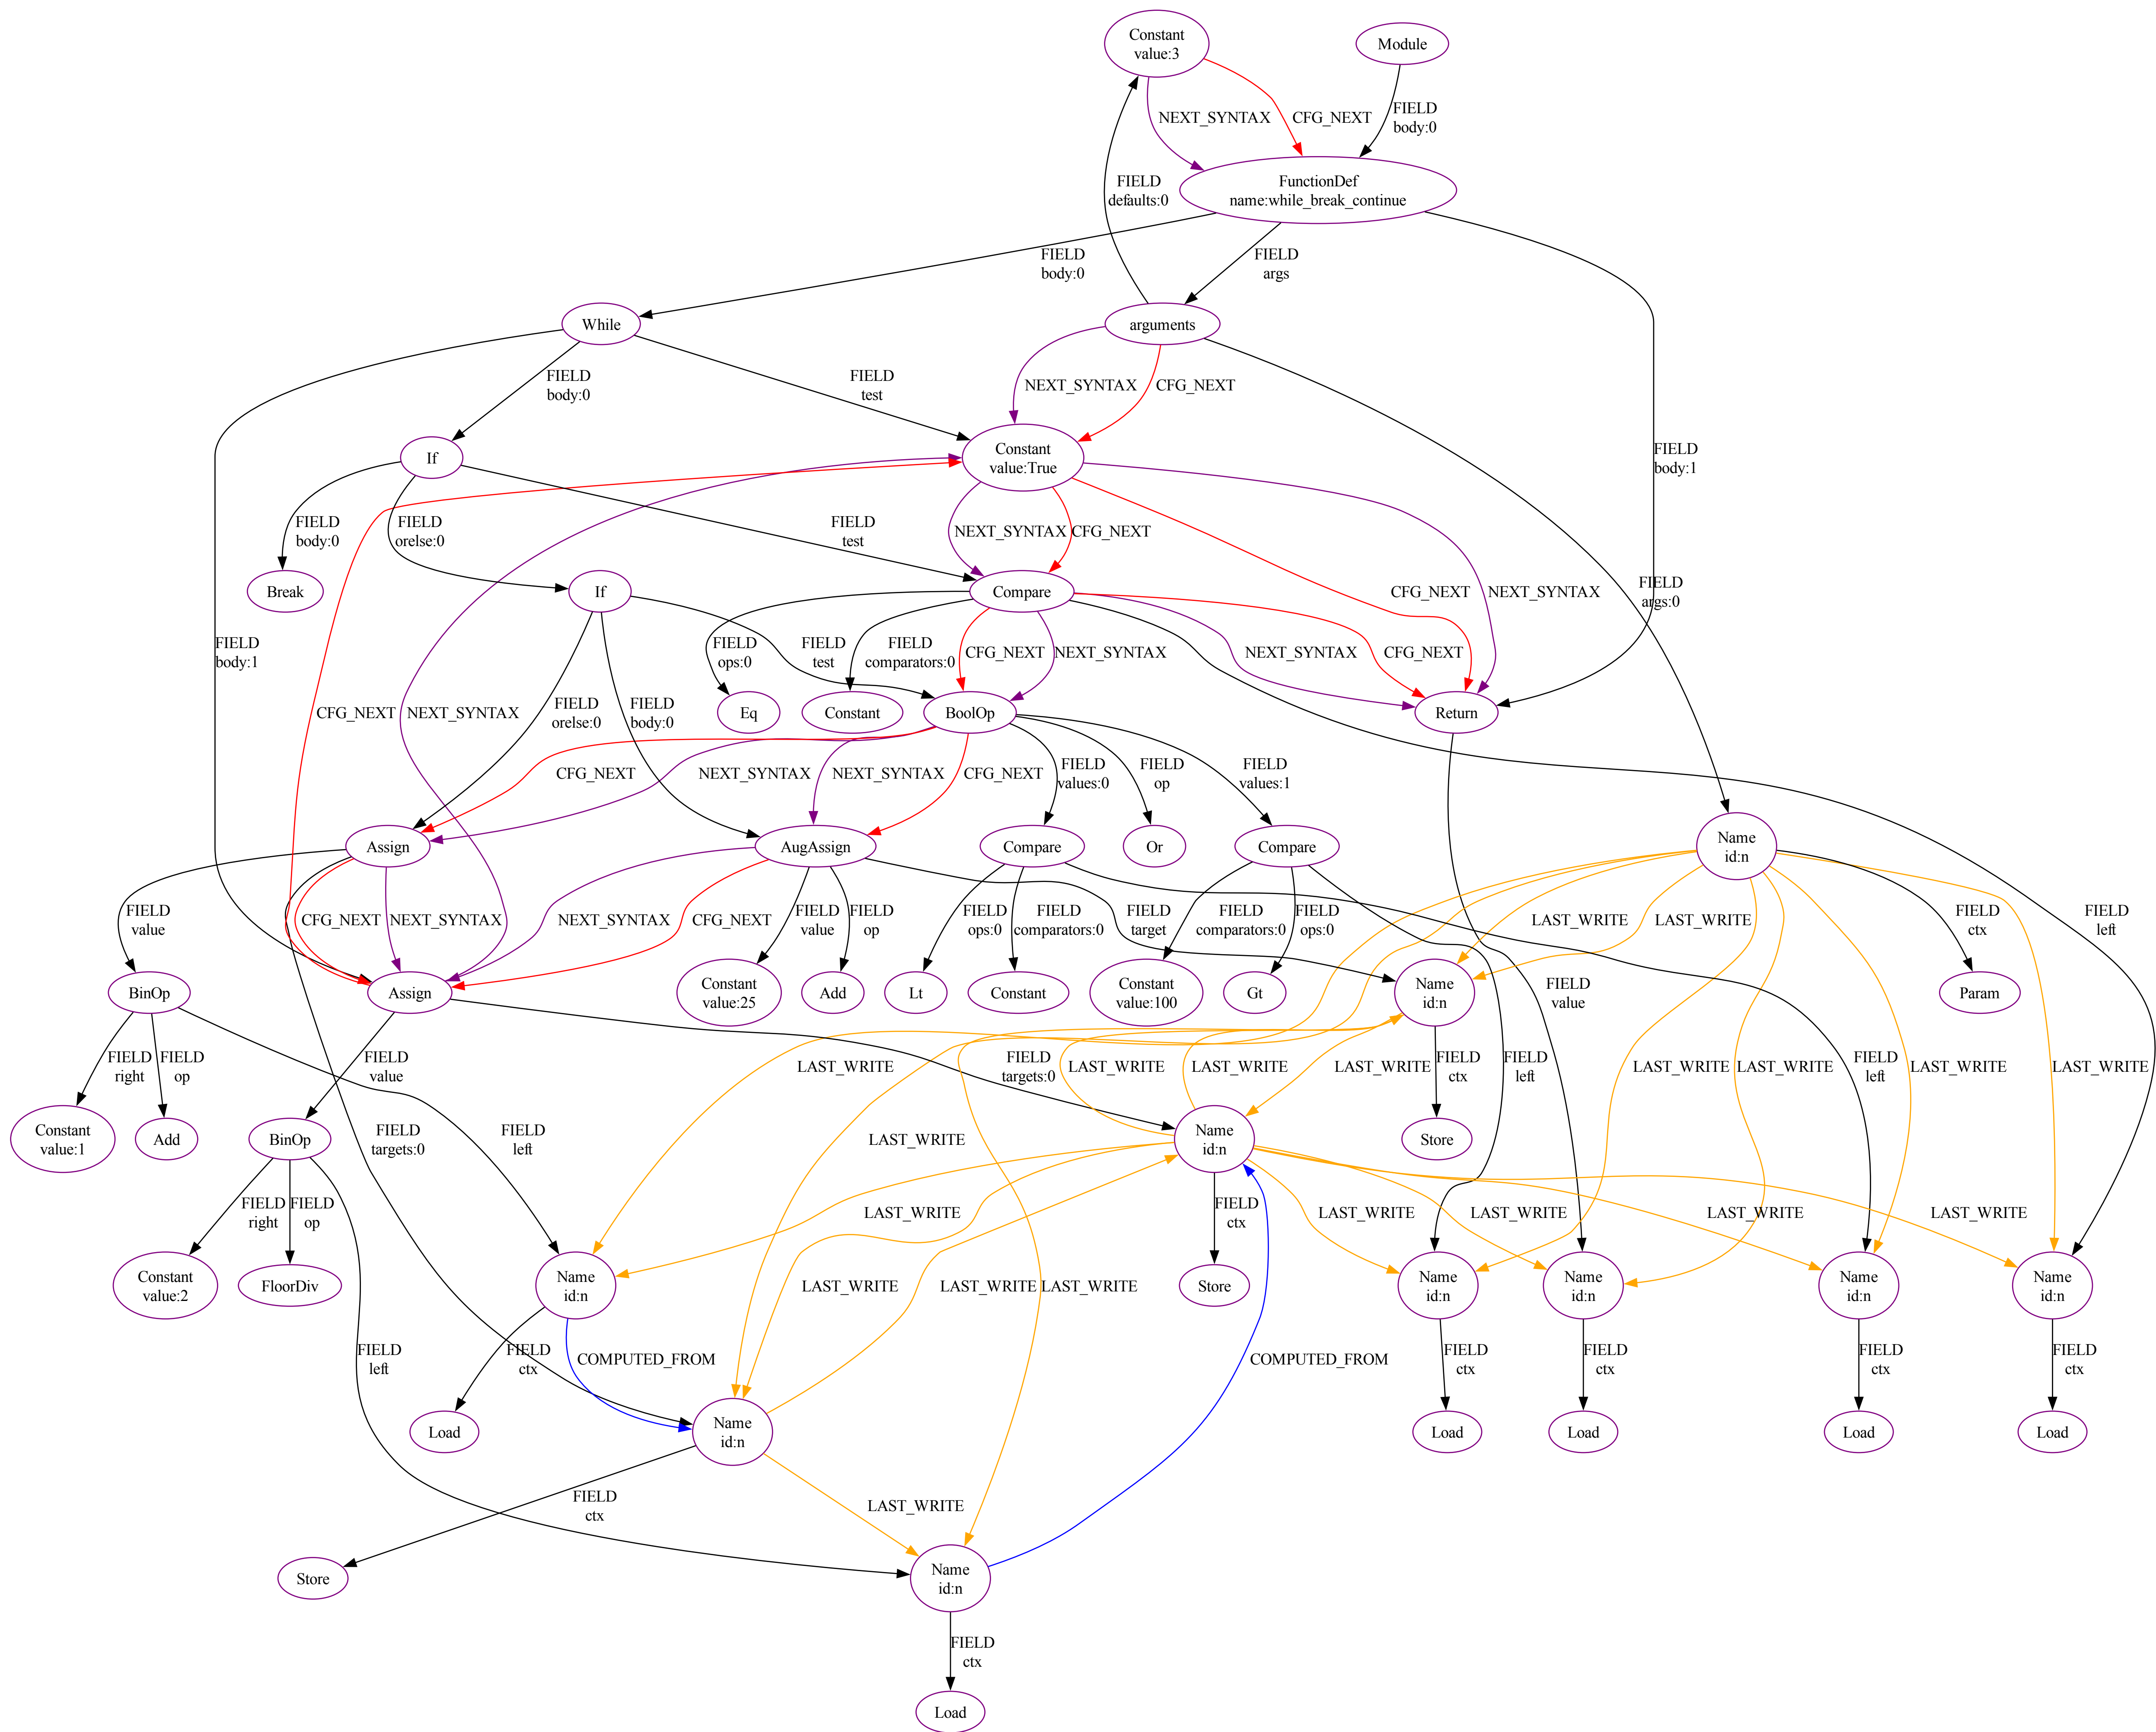 Constant
value:3
Module
NEXT_SYNTAX
CFG_NEXT
FIELD
body:0
FIELD
defaults:0
FunctionDef
name:while_break_continue
FIELD
body:0
FIELD
args
While
arguments
FIELD
body:0
FIELD
test
NEXT_SYNTAX
CFG_NEXT
If
Constant
value:True
FIELD
body:1
FIELD
body:0
FIELD
orelse:0
FIELD
test
NEXT_SYNTAX
CFG_NEXT
Break
If
Compare
CFG_NEXT
NEXT_SYNTAX
FIELD
args:0
FIELD
body:1
FIELD
ops:0
FIELD
test
FIELD
comparators:0
CFG_NEXT
NEXT_SYNTAX
NEXT_SYNTAX
CFG_NEXT
CFG_NEXT
NEXT_SYNTAX
FIELD
orelse:0
FIELD
body:0
Eq
Constant
BoolOp
Return
CFG_NEXT
NEXT_SYNTAX
NEXT_SYNTAX
CFG_NEXT
FIELD
values:0
FIELD
op
FIELD
values:1
Assign
AugAssign
Compare
Or
Compare
Name
id:n
FIELD
value
CFG_NEXT
NEXT_SYNTAX
NEXT_SYNTAX
CFG_NEXT
FIELD
value
FIELD
op
FIELD
ops:0
FIELD
comparators:0
FIELD
target
FIELD
comparators:0
FIELD
ops:0
LAST_WRITE
LAST_WRITE
FIELD
ctx
FIELD
left
BinOp
Assign
Constant
value:25
Add
Lt
Constant
Constant
value:100
Gt
Name
id:n
FIELD
value
Param
FIELD
right
FIELD
op
FIELD
value
LAST_WRITE
FIELD
targets:0
LAST_WRITE
LAST_WRITE
LAST_WRITE
FIELD
ctx
FIELD
left
LAST_WRITE
LAST_WRITE
FIELD
left
LAST_WRITE
LAST_WRITE
Constant
value:1
Add
BinOp
FIELD
targets:0
FIELD
left
LAST_WRITE
Name
id:n
Store
FIELD
right
FIELD
op
LAST_WRITE
FIELD
ctx
LAST_WRITE
LAST_WRITE
LAST_WRITE
LAST_WRITE
Constant
value:2
FloorDiv
Name
id:n
LAST_WRITE
LAST_WRITE
LAST_WRITE
Store
Name
id:n
Name
id:n
Name
id:n
Name
id:n
FIELD
left
FIELD
ctx
COMPUTED_FROM
COMPUTED_FROM
FIELD
ctx
FIELD
ctx
FIELD
ctx
FIELD
ctx
Load
Name
id:n
Load
Load
Load
Load
FIELD
ctx
LAST_WRITE
Store
Name
id:n
FIELD
ctx
Load